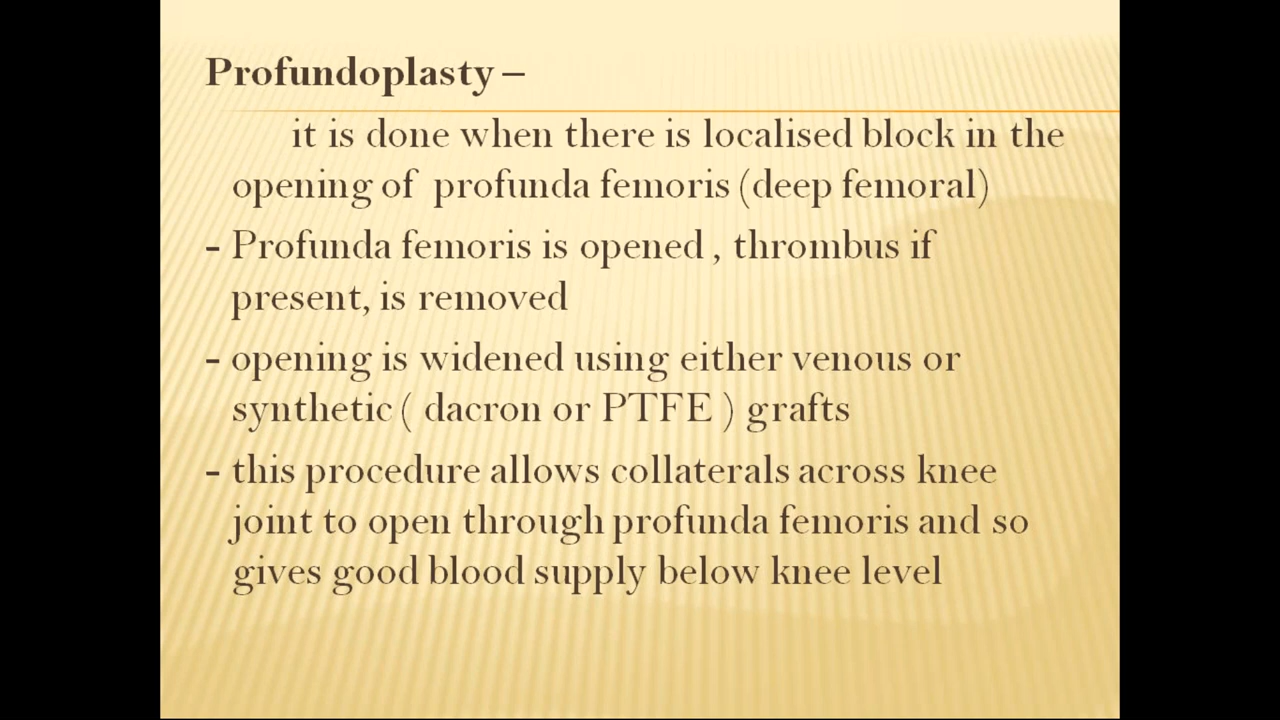 Profundoplasty –
it is done when there is localised block in the
opening of profunda femoris (deep femoral)
- Profunda femoris is opened , thrombus if
present, is removed
- opening is widened using either venous or
synthetic ( dacron or PTFE ) grafts
- this procedure allows collaterals across knee
joint to open through profunda femoris and so
gives good blood supply below knee level